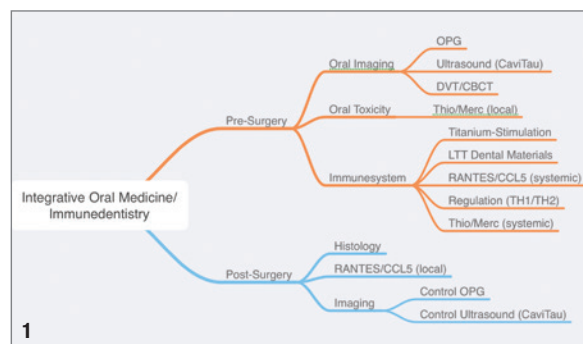 OPG
Oral Imaging
Ultrasound (CaviTau)
DVT/CBCT
Pre-Surgery
Oral Toxicity
Thio/Merc (local)
Titanium-Stimulation
LTT Dental Materials
Immunesystem
RANTES/CCL5 (systemic)
Regulation (TH1/TH2)
Thio/Merc (systemic)
Integrative Oral Medicine/
Immunedentistry
Histology
Post-Surgery
RANTES/CCL5 (local)
Imaging
Control OPG
Control Ultrasound (CaviTau)
1